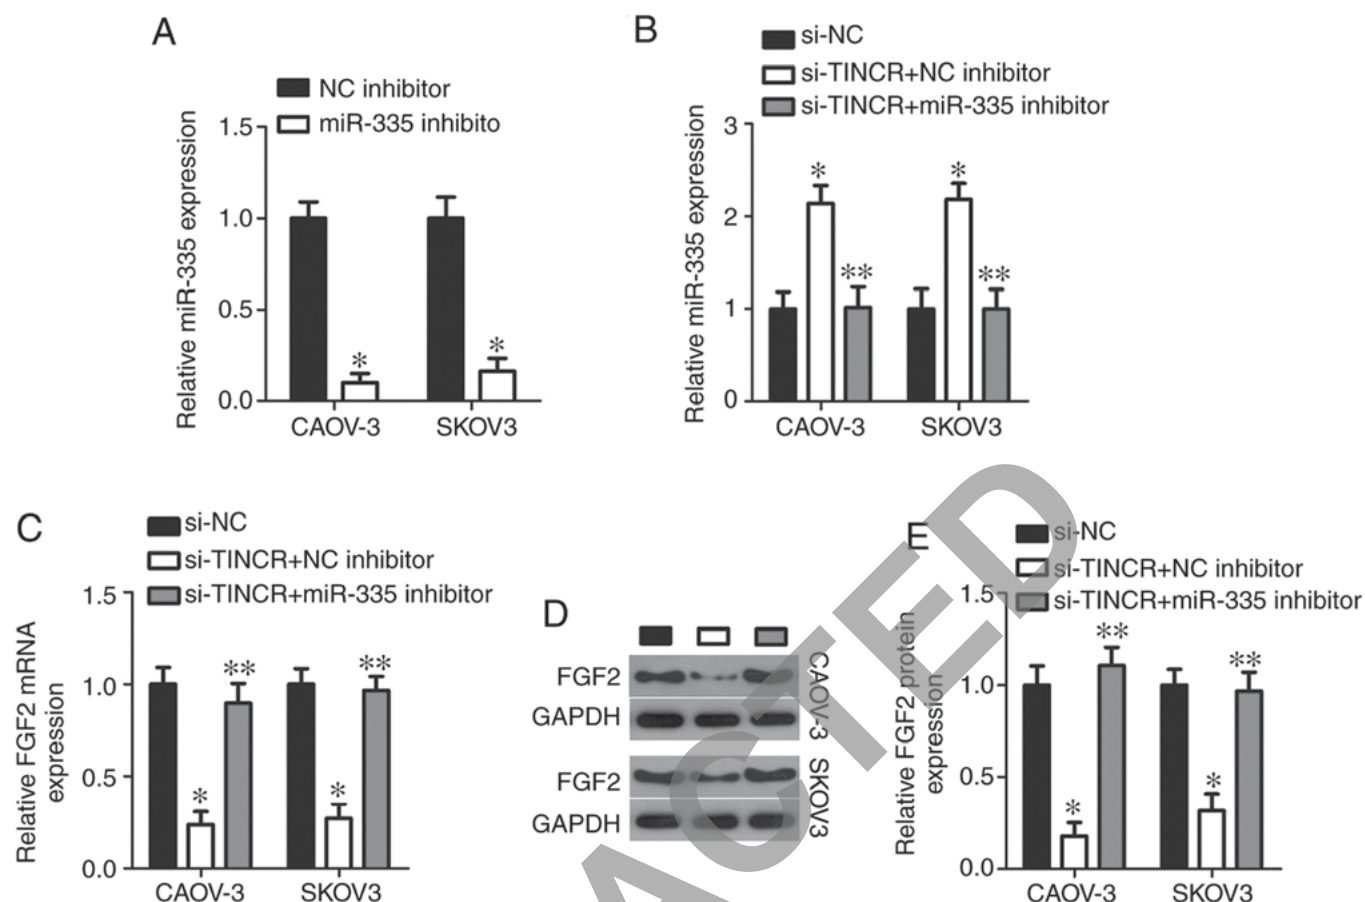 A
NC inhibitor
miR-335 inhibito
Relative miR-335 expression
1.5
1.0
0.5
0.0
*
*
CAOV-3
SKOV3
B
si-NC
si-TINCR+NC inhibitor
si-TINCR+miR-335 inhibitor
Relative miR-335 expression
3
2
1
0
*
**
*
**
CAOV-3
SKOV3
C
si-NC
si-TINCR+NC inhibitor
si-TINCR+miR-335 inhibitor
Relative FGF2 mRNA
expression
1.5
1.0
0.5
0.0
*
**
*
**
CAOV-3
SKOV3
D
FGF2
GAPDH
CAOV-3
FGF2
GAPDH
SKOV3
E
si-NC
si-TINCR+NC inhibitor
si-TINCR+miR-335 inhibitor
Relative FGF2 protein
expression
1.5
1.0
0.5
0.0
*
**
*
**
CAOV-3
SKOV3
ACTED